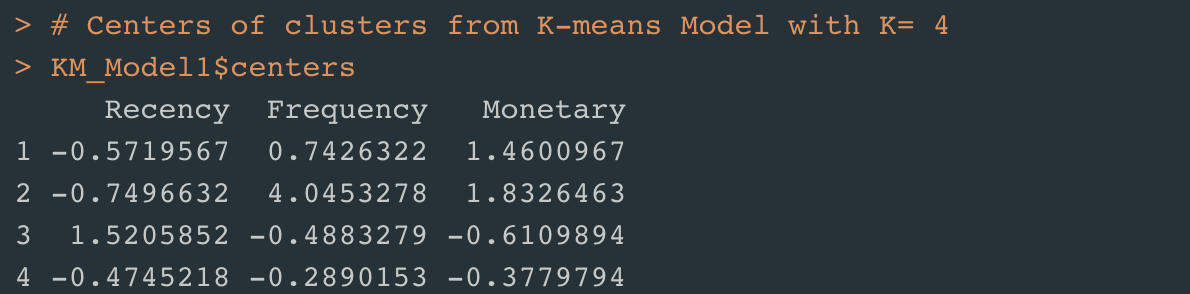 > # Centers of clusters from K-means Model with K= 4
> KM_Model1$centers
Recency Frequency Monetary
1 -0.5719567 0.7426322 1.4600967
2 -0.7496632 4.0453278 1.8326463
3 1.5205852 -0.4883279 -0.6109894
4 -0.4745218 -0.2890153 -0.3779794